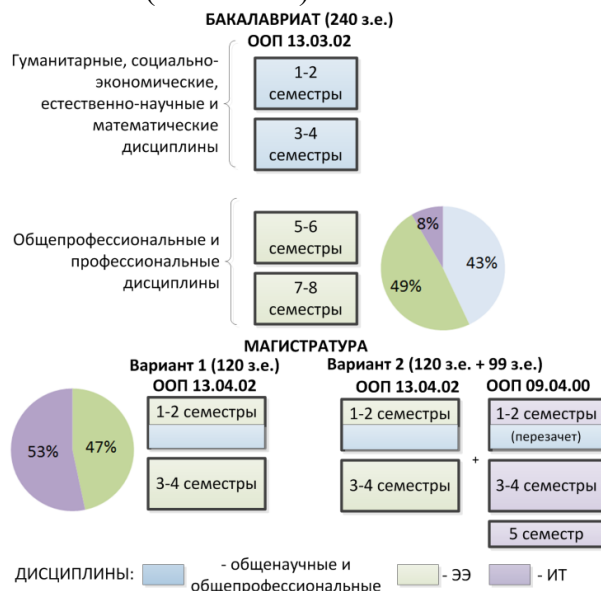 БАКАЛАВРИАТ (240 з.е.)
ООП 13.03.02
Гуманитарные, социально-
экономические,
естественно-научные и
математические
дисциплины
1-2
семестры
3-4
семестры
Общепрофессиональные и
профессиональные
дисциплины
5-6
семестры
7-8
семестры
8%
43%
49%
МАГИСТРАТУРА
Вариант 1 (120 з.е.)
ООП 13.04.02
53%
47%
1-2 семестры
3-4 семестры
Вариант 2 (120 з.е. + 99 з.е.)
ООП 13.04.02
ООП 09.04.00
1-2 семестры
3-4 семестры
+
1-2 семестры
(перезачет)
3-4 семестры
5 семестр
ДИСЦИПЛИНЫ:
- общенаучные и
общепрофессиональные
- ЭЭ
- ИТ